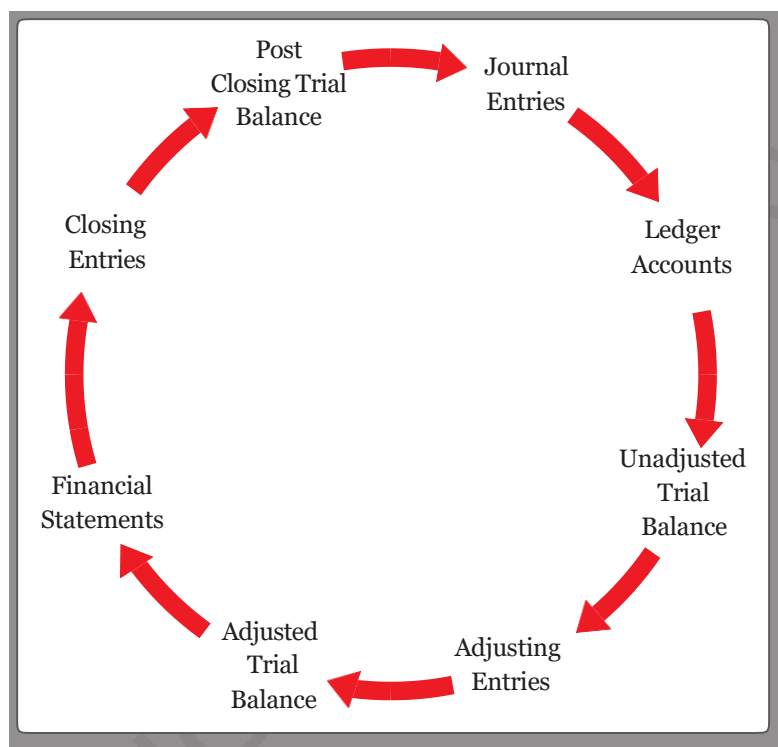 Post
Closing Trial
Balance
Journal
Entries
Ledger
Accounts
Unadjusted
Trial
Balance
Adjusting
Entries
Adjusted
Trial
Balance
Financial
Statements
Closing
Entries